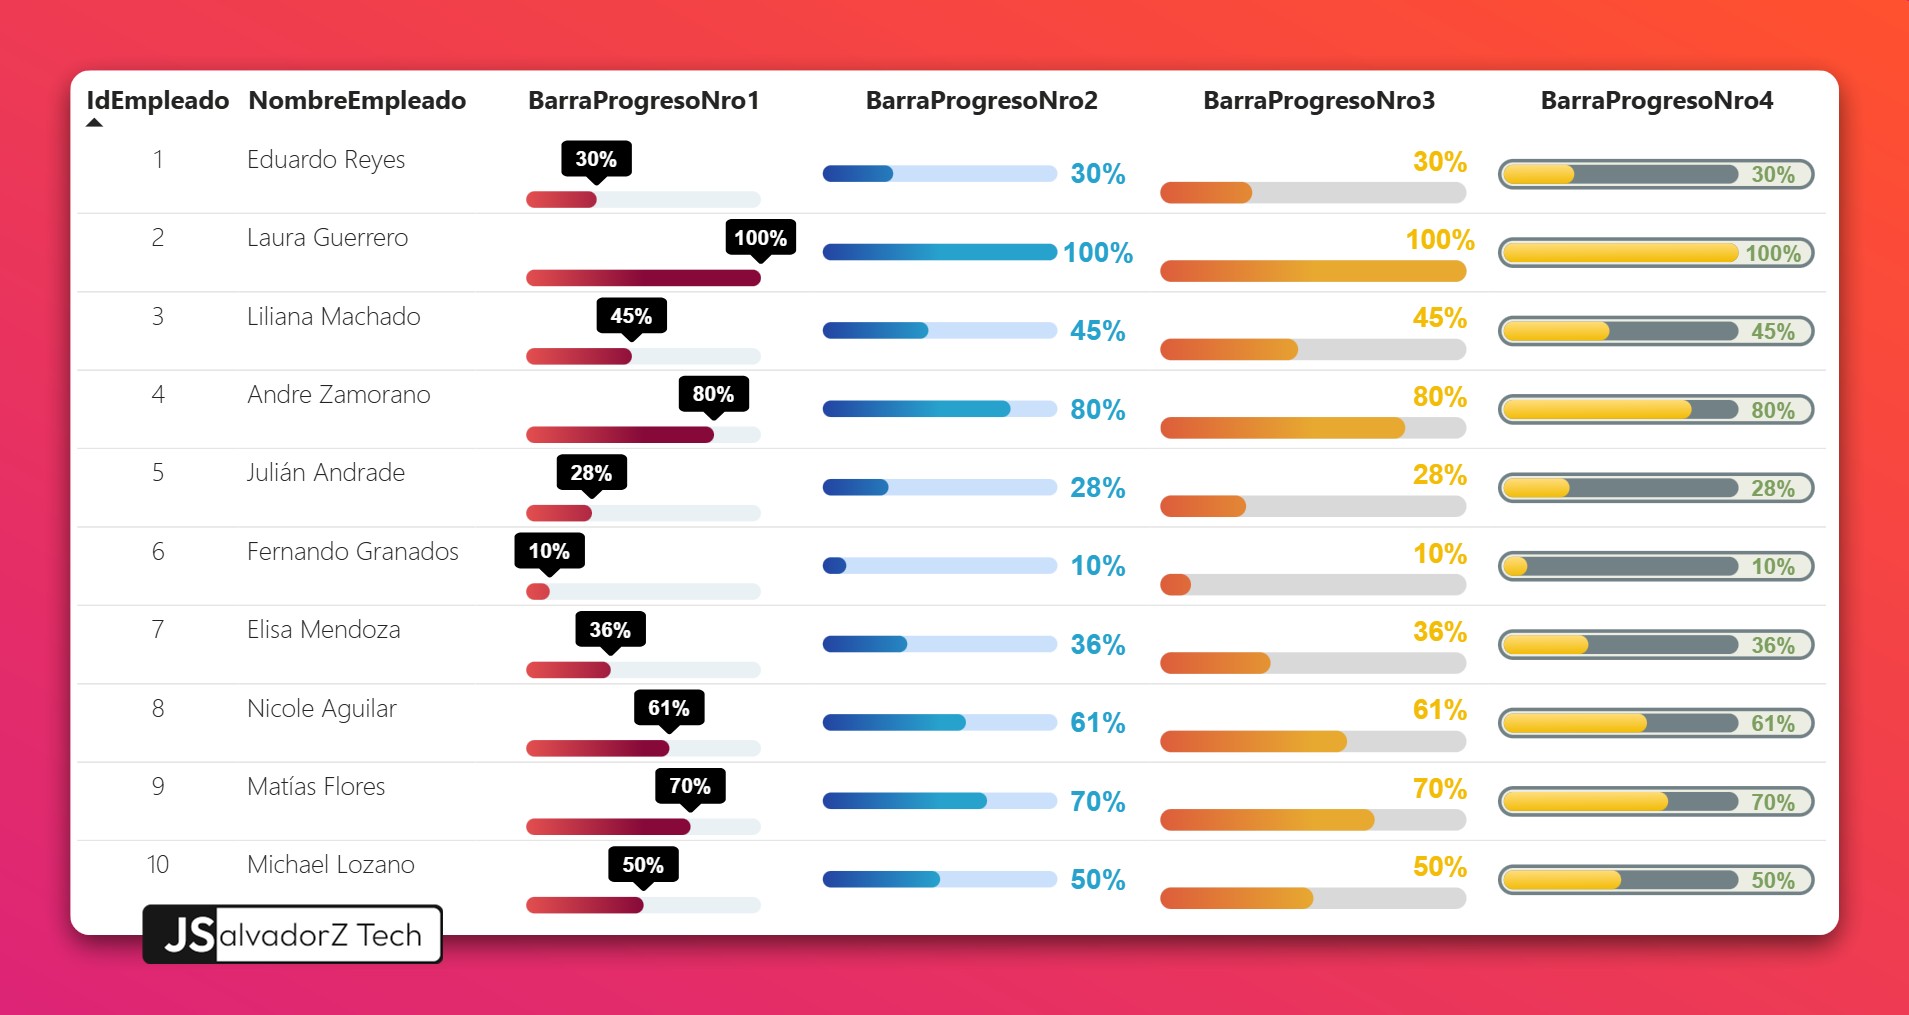 IdEmpleado NombreEmpleado BarraProgresoNro1 BarraProgresoNro2 BarraProgresoNro3 BarraProgresoNro4
1 Eduardo Reyes 30% 30% 30% 30%
2 Laura Guerrero 100% 100% 100% 100%
3 Liliana Machado 45% 45% 45% 45%
4 Andre Zamorano 80% 80% 80% 80%
5 Julián Andrade 28% 28% 28% 28%
6 Fernando Granados 10% 10% 10% 10%
7 Elisa Mendoza 36% 36% 36% 36%
8 Nicole Aguilar 61% 61% 61% 61%
9 Matías Flores 70% 70% 70% 70%
10 Michael Lozano 50% 50% 50% 50%
JSalvadorZ Tech